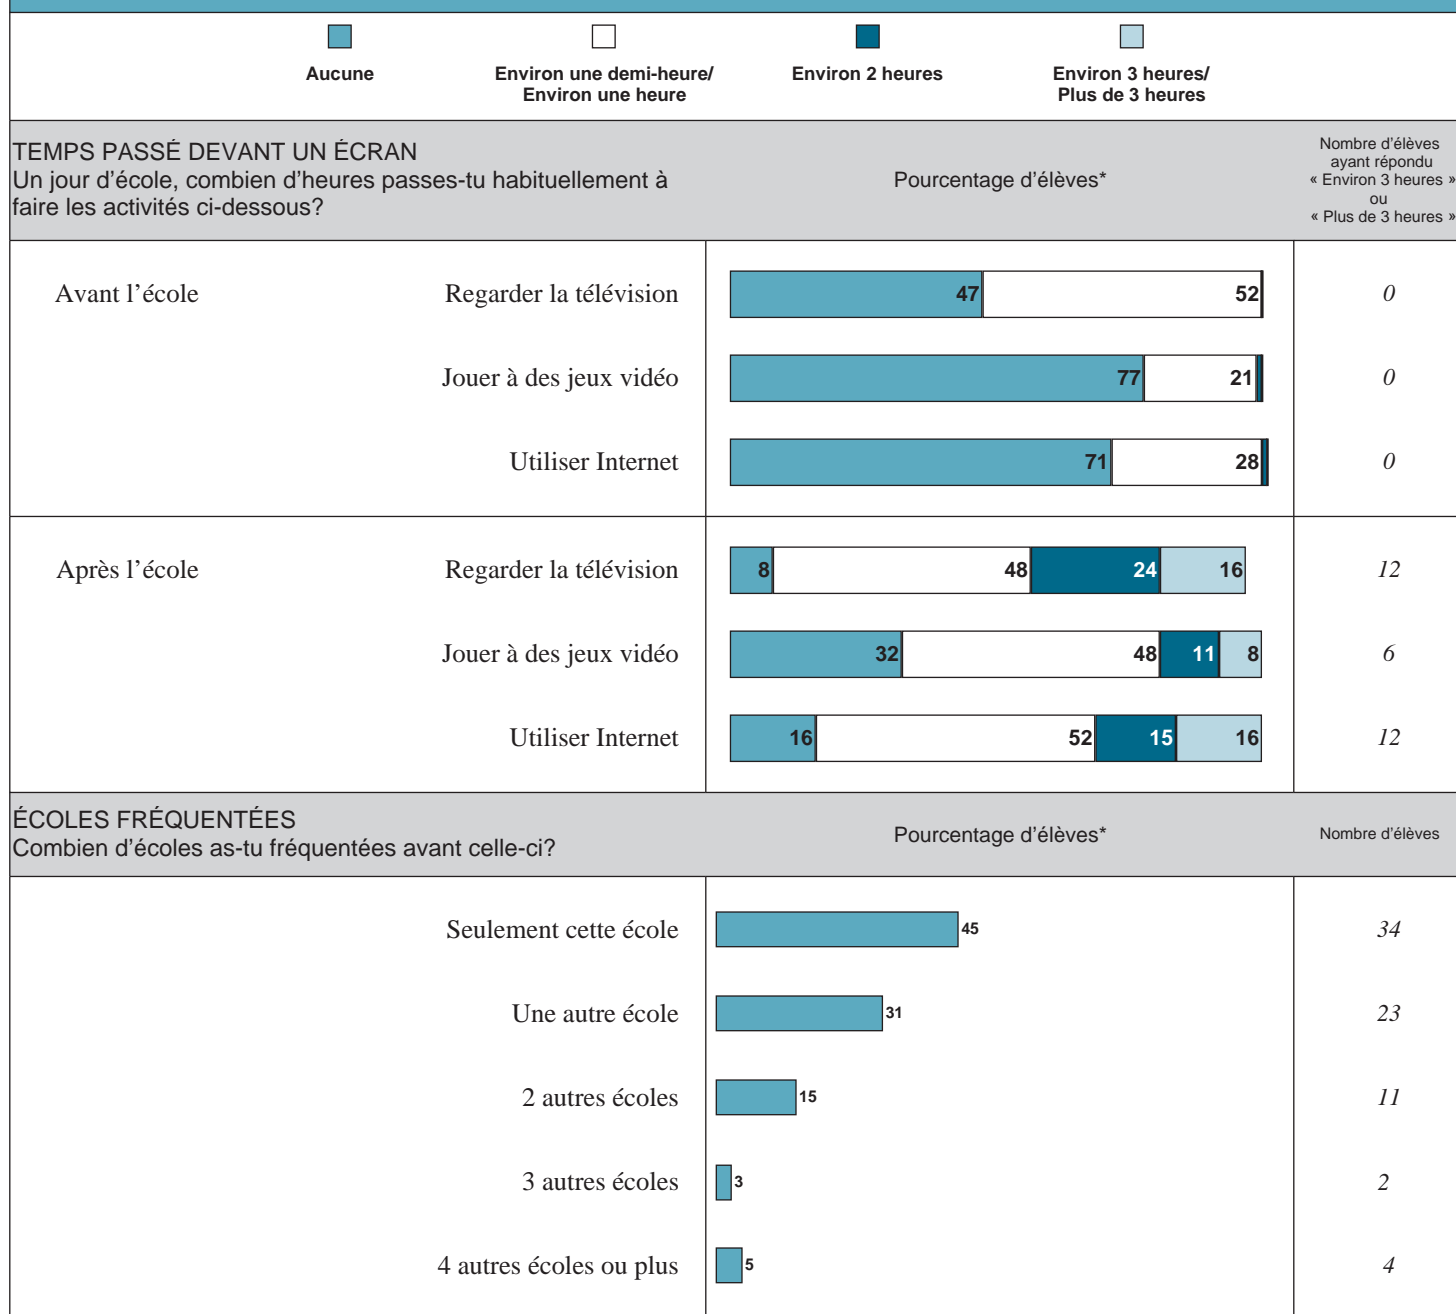 Aucune
Environ une demi-heure/
Environ une heure
Environ 2 heures
Environ 3 heures/
Plus de 3 heures
TEMPS PASSÉ DEVANT UN ÉCRAN
Un jour d'école, combien d'heures passes-tu habituellement à
faire les activités ci-dessous?
Pourcentage d'élèves*
Nombre d'élèves
ayant répondu
« Environ 3 heures »
ou
« Plus de 3 heures »
Avant l'école Regarder la télévision 47 52 0
Jouer à des jeux vidéo 77 21 0
Utiliser Internet 71 28 0
Après l'école Regarder la télévision 8 48 24 16 12
Jouer à des jeux vidéo 32 48 11 8 6
Utiliser Internet 16 52 15 16 12
ÉCOLES FRÉQUENTÉES
Combien d'écoles as-tu fréquentées avant celle-ci?
Pourcentage d'élèves*
Nombre d'élèves
Seulement cette école 45 34
Une autre école 31 23
2 autres écoles 15 11
3 autres écoles 3 2
4 autres écoles ou plus 5 4